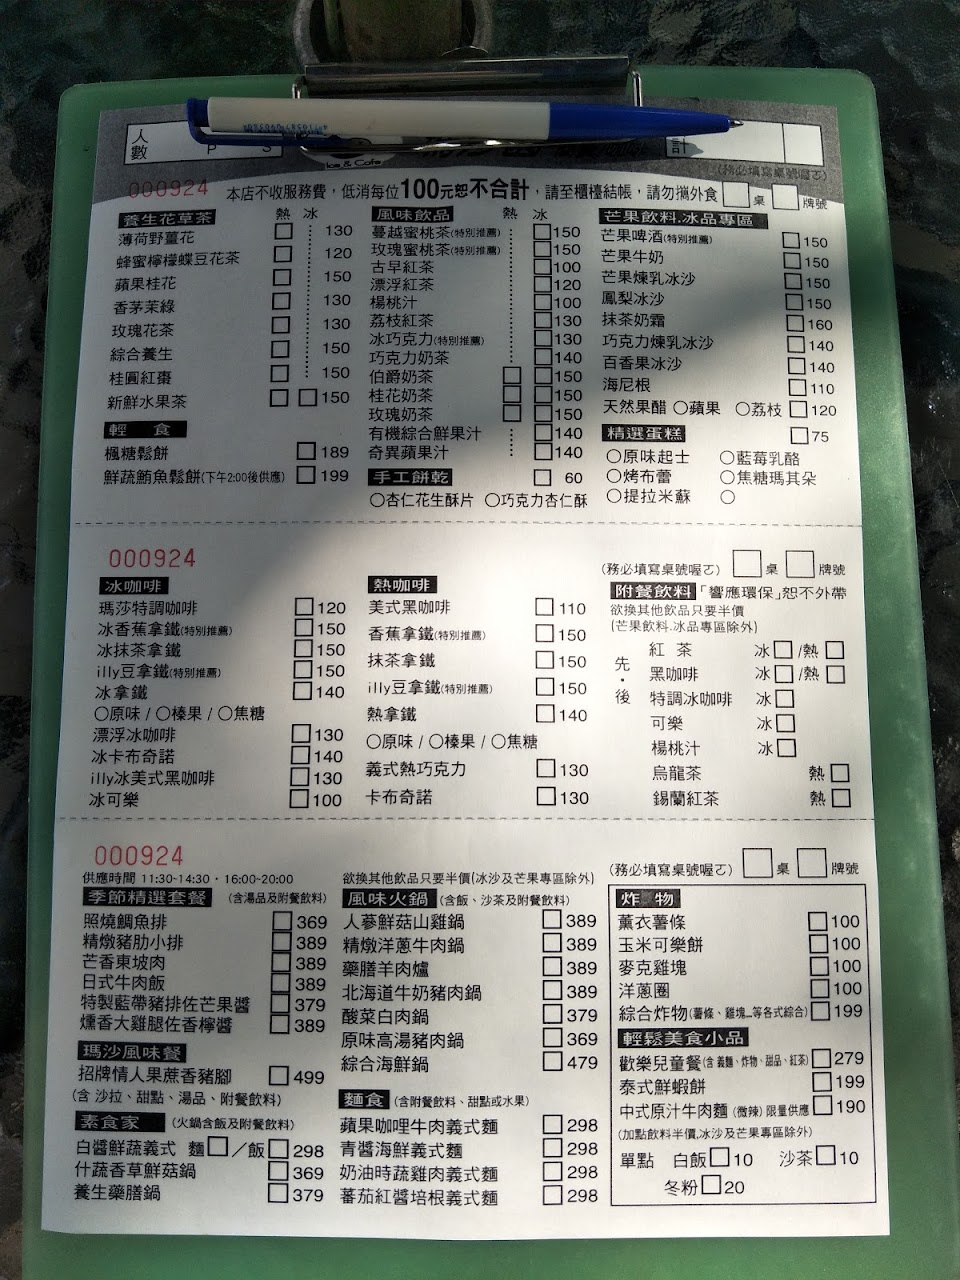 人數 P S 計
Ice & Cafe
(務必填寫桌號喔ㄛ)
000924 本店不收服務費，低消每位100元恕不合計，請至櫃檯結帳，請勿攜外食 □桌 □牌號
養生花草茶 熱 冰
薄荷野薑花 □ 130
蜂蜜檸檬蝶豆花茶 □ 120
蘋果桂花 □ 150
香茅茉綠 □ 130
玫瑰花茶 □ 130
綜合養生 □ 150
桂圓紅棗 □ 150
新鮮水果茶 □ □ 150
輕 食
楓糖鬆餅 □ 189
鮮蔬鮪魚鬆餅(下午2:00後供應) □ 199
風味飲品 熱 冰
蔓越蜜桃茶(特別推薦) □ 150
玫瑰蜜桃茶(特別推薦) □ 150
古早紅茶 □ 100
漂浮紅茶 □ 120
楊桃汁 □ 100
荔枝紅茶 □ 130
冰巧克力(特別推薦) □ 130
巧克力奶茶 □ 140
伯爵奶茶 □ □ 150
桂花奶茶 □ □ 150
玫瑰奶茶 □ □ 150
有機綜合鮮果汁 □ 140
奇異蘋果汁 □ 140
手工餅乾 □ 60
○杏仁花生酥片 ○巧克力杏仁酥
芒果飲料.冰品專區
芒果啤酒(特別推薦) □ 150
芒果牛奶 □ 150
芒果煉乳冰沙 □ 150
鳳梨冰沙 □ 150
抹茶奶霜 □ 160
巧克力煉乳冰沙 □ 140
百香果冰沙 □ 140
海尼根 □ 110
天然果醋 ○蘋果 ○荔枝 □ 120
精選蛋糕 □ 75
○原味起士 ○藍莓乳酪
○烤布蕾 ○焦糖瑪其朵
○提拉米蘇 ○
000924
冰咖啡
瑪莎特調咖啡 □ 120
冰香蕉拿鐵(特別推薦) □ 150
冰抹茶拿鐵 □ 150
illy豆拿鐵(特別推薦) □ 150
冰拿鐵 □ 140
○原味 / ○榛果 / ○焦糖
漂浮冰咖啡 □ 130
冰卡布奇諾 □ 140
illy冰美式黑咖啡 □ 130
冰可樂 □ 100
熱咖啡
美式黑咖啡 □ 110
香蕉拿鐵(特別推薦) □ 150
抹茶拿鐵 □ 150
illy豆拿鐵(特別推薦) □ 150
熱拿鐵 □ 140
○原味 / ○榛果 / ○焦糖
義式熱巧克力 □ 130
卡布奇諾 □ 130
(務必填寫桌號喔ㄛ) □桌 □牌號
附餐飲料「響應環保」恕不外帶
欲換其他飲品只要半價
(芒果飲料.冰品專區除外)
先・後
紅 茶 冰□/熱□
黑咖啡 冰□/熱□
特調冰咖啡 冰□
可樂 冰□
楊桃汁 冰□
烏龍茶 熱□
錫蘭紅茶 熱□
000924
供應時間 11:30-14:30．16:00-20:00
季節精選套餐 (含湯品及附餐飲料)
照燒鯛魚排 □ 369
精燉豬肋小排 □ 389
芒香東坡肉 □ 389
日式牛肉飯 □ 389
特製藍帶豬排佐芒果醬 □ 379
燻香大雞腿佐香檸醬 □ 389
瑪沙風味餐
招牌情人果蔗香豬腳 □ 499
(含 沙拉、甜點、湯品、附餐飲料)
素食家 (火鍋含飯及附餐飲料)
白醬鮮蔬義式 麵□／飯□ 298
什蔬香草鮮菇鍋 □ 369
養生藥膳鍋 □ 379
欲換其他飲品只要半價(冰沙及芒果專區除外)
風味火鍋 (含飯、沙茶及附餐飲料)
人蔘鮮菇山雞鍋 □ 389
精燉洋蔥牛肉鍋 □ 389
藥膳羊肉爐 □ 389
北海道牛奶豬肉鍋 □ 389
酸菜白肉鍋 □ 379
原味高湯豬肉鍋 □ 369
綜合海鮮鍋 □ 479
麵食 (含附餐飲料、甜點或水果)
蘋果咖哩牛肉義式麵 □ 298
青醬海鮮義式麵 □ 298
奶油時蔬雞肉義式麵 □ 298
蕃茄紅醬培根義式麵 □ 298
(務必填寫桌號喔ㄛ) □桌 □牌號
炸 物
薰衣薯條 □ 100
玉米可樂餅 □ 100
麥克雞塊 □ 100
洋蔥圈 □ 100
綜合炸物(薯條、雞塊...等各式綜合) □ 199
輕鬆美食小品
歡樂兒童餐(含 義麵、炸物、甜品、紅茶) □ 279
泰式鮮蝦餅 □ 199
中式原汁牛肉麵 (微辣) 限量供應 □ 190
(加點飲料半價,冰沙及芒果專區除外)
單點 白飯□10 沙茶□10
冬粉□20